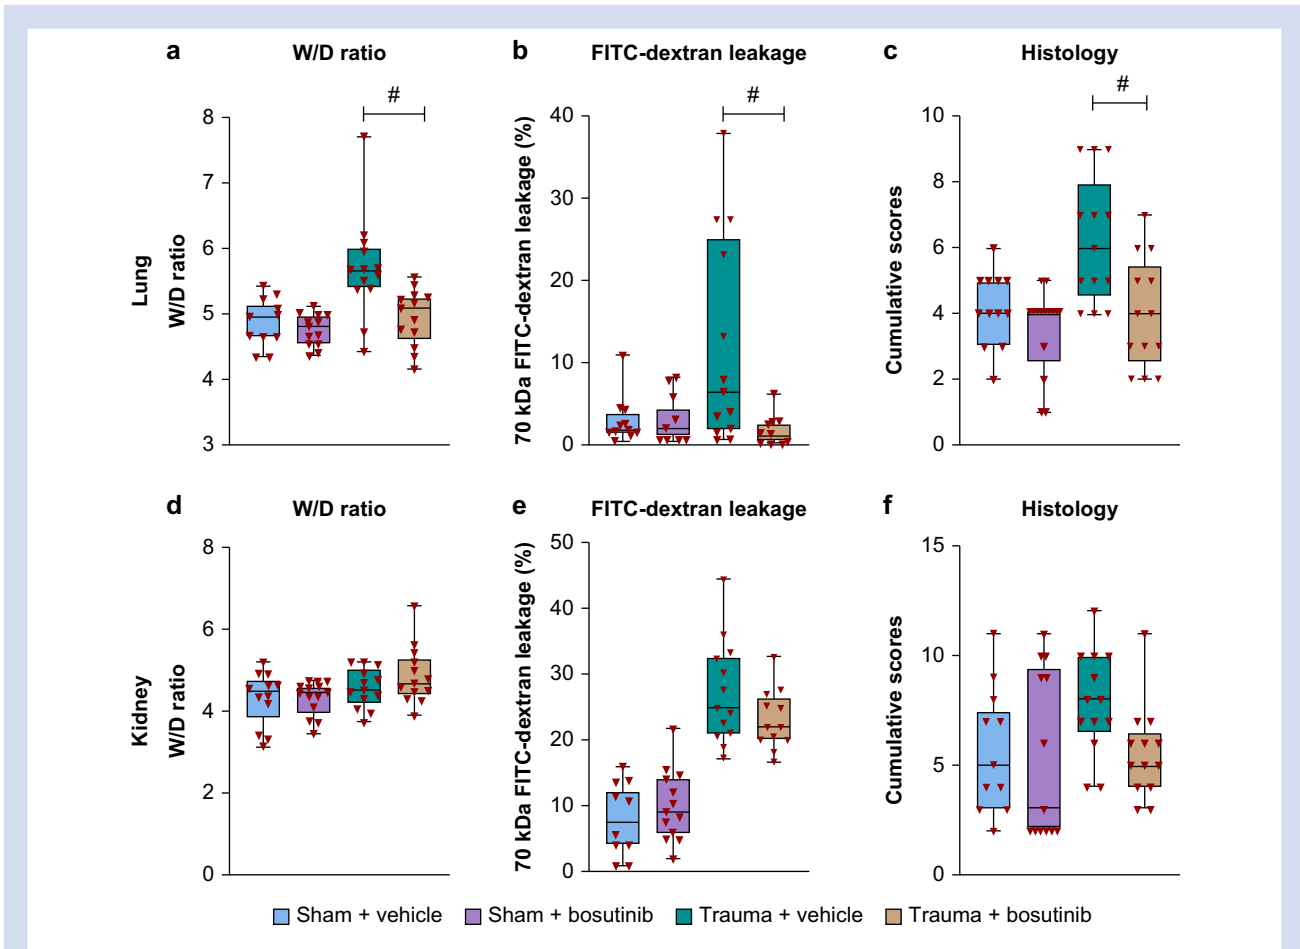 a W/D ratio
Lung
W/D ratio
8
7
6
5
4
3
#
b FITC-dextran leakage
70 kDa FITC-dextran leakage (%)
40
30
20
10
0
#
c Histology
Cumulative scores
10
8
6
4
2
0
#
d W/D ratio
Kidney
W/D ratio
8
6
4
2
0
e FITC-dextran leakage
70 kDa FITC-dextran leakage (%)
50
40
30
20
10
0
f Histology
Cumulative scores
15
10
5
0
Sham + vehicle Sham + bosutinib Trauma + vehicle Trauma + bosutinib